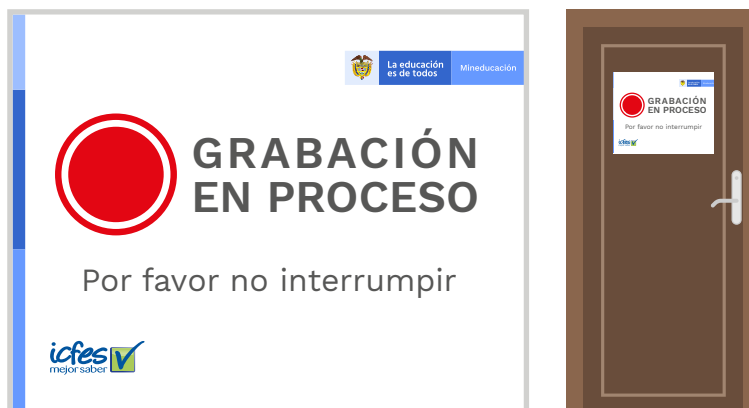 La educación
es de todos
Mineducación
GRABACIÓN
EN PROCESO
Por favor no interrumpir
icfes
mejor saber
GRABACIÓN
EN PROCESO
Por favor no interrumpir
icfes